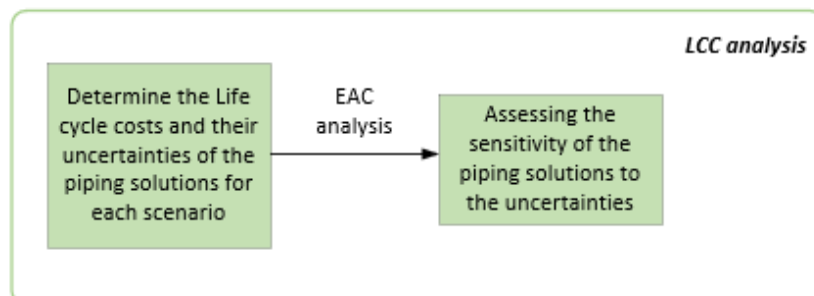 LCC analysis
Determine the Life
cycle costs and their
uncertainties of the
piping solutions for
each scenario
EAC
analysis
Assessing the
sensitivity of the
piping solutions to
the uncertainties